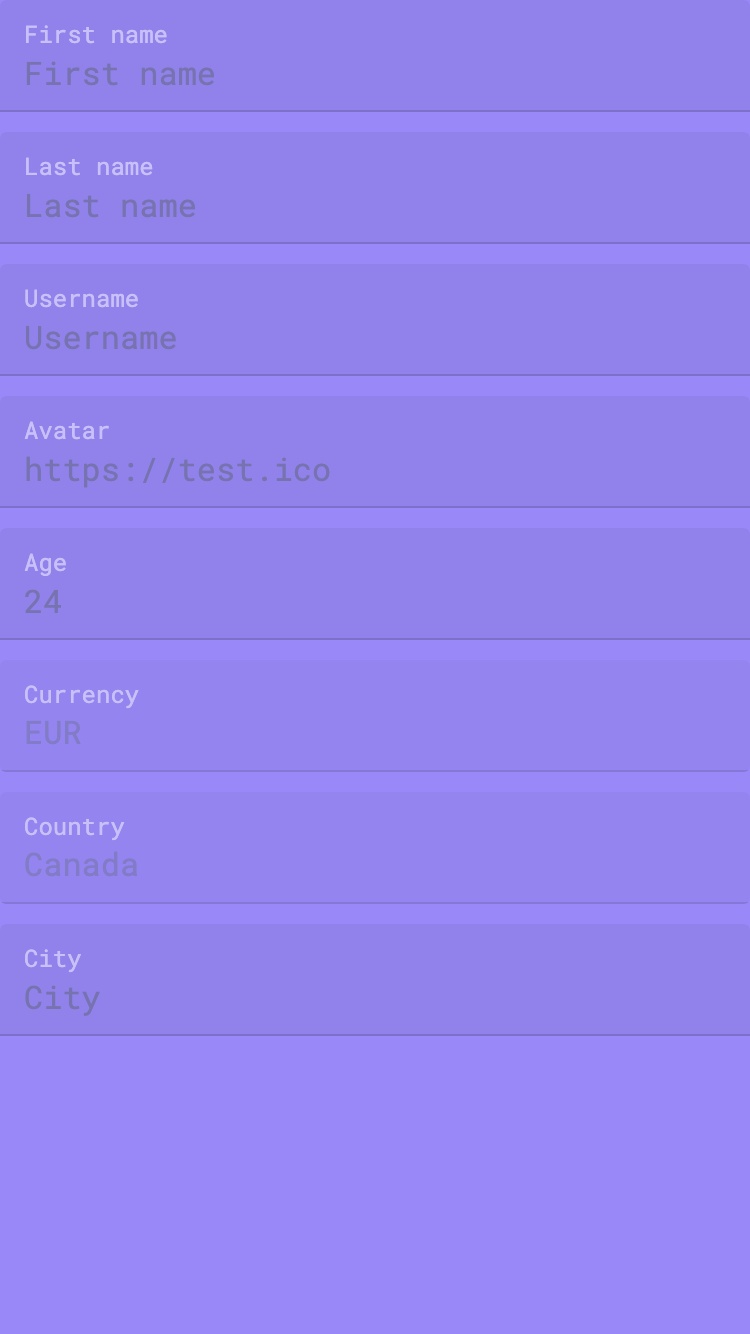 First name
First name
Last name
Last name
Username
Username
Avatar
https://test.ico
Age
24
Currency
EUR
Country
Canada
City
City